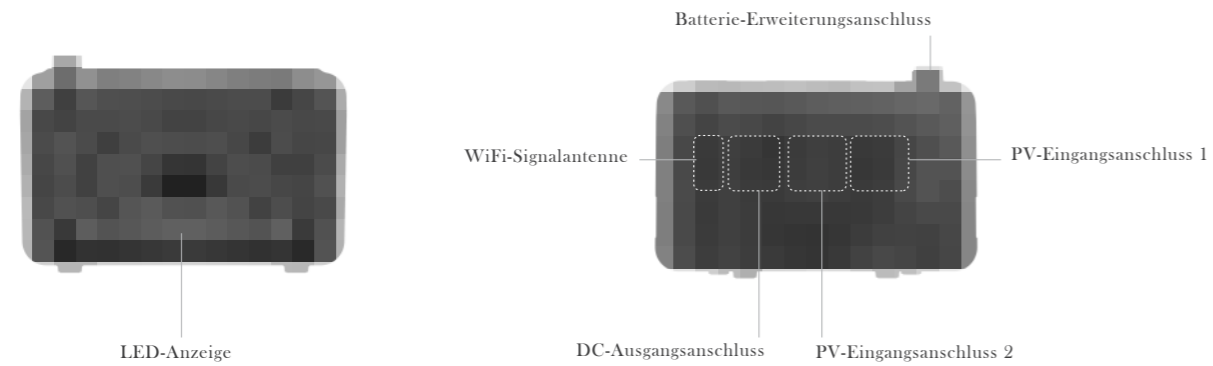 Batterie-Erweiterungsanschluss
WiFi-Signalantenne
PV-Eingangsanschluss 1
LED-Anzeige
DC-Ausgangsanschluss
PV-Eingangsanschluss 2